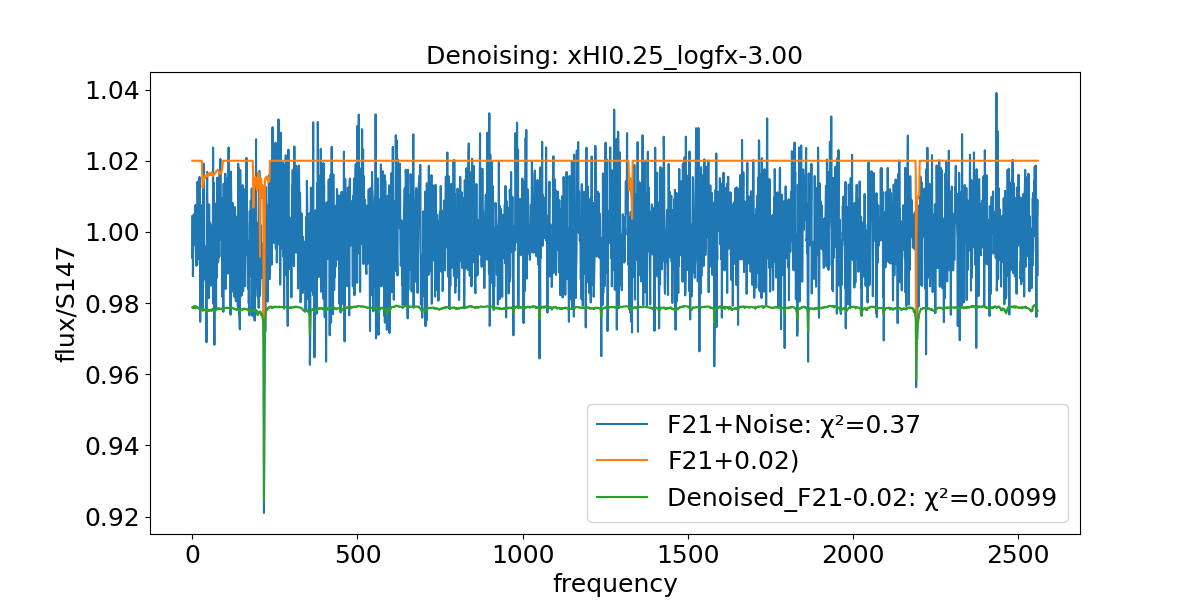 Denoising: xHI0.25_logfx-3.00
1.04
1.02
1.00
0.98
0.96
0.94
0.92
flux/S147
F21+Noise: χ²=0.37
F21+0.02)
Denoised_F21-0.02: χ²=0.0099
0
500
1000
1500
2000
2500
frequency